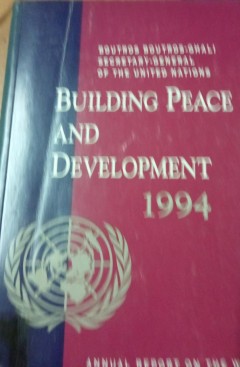 BOUTROS BOUTROS-GHALI
SECRETARY-GENERAL
OF THE UNITED NATIONS
BUILDING PEACE
AND
DEVELOPMENT
1994
ANNUAL REPORT ON THE